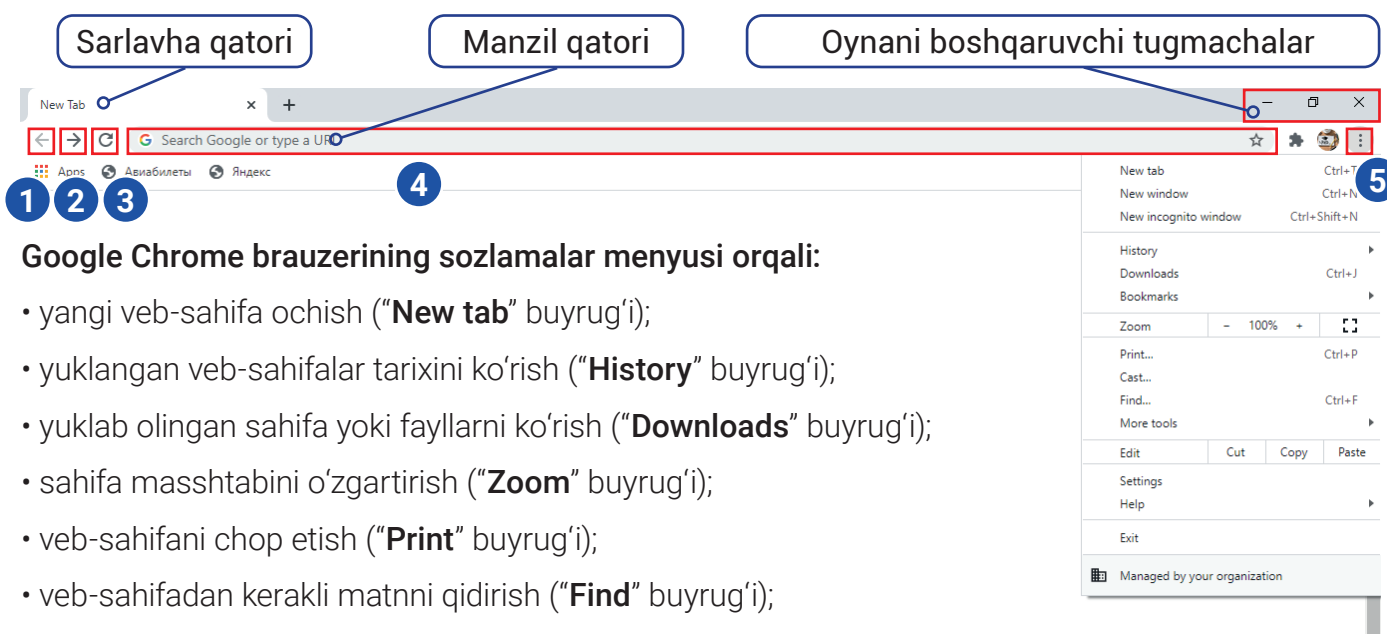 Sarlavha qatori
Manzil qatori
Oynani boshqaruvchi tugmachalar
New Tab
Search Google or type a URL
Apps
Авиабилеты
Яндекс
1
2
3
4
5
New tab Ctrl+T
New window Ctrl+N
New incognito window Ctrl+Shift+N
History
Downloads Ctrl+J
Bookmarks
Zoom - 100% +
Print... Ctrl+P
Cast...
Find... Ctrl+F
More tools
Edit Cut Copy Paste
Settings
Help
Exit
Managed by your organization
Google Chrome brauzerining sozlamalar menyusi orqali:
• yangi veb-sahifa ochish (“New tab” buyrug‘i);
• yuklangan veb-sahifalar tarixini ko‘rish (“History” buyrug‘i);
• yuklab olingan sahifa yoki fayllarni ko‘rish (“Downloads” buyrug‘i);
• sahifa masshtabini o‘zgartirish (“Zoom” buyrug‘i);
• veb-sahifani chop etish (“Print” buyrug‘i);
• veb-sahifadan kerakli matnni qidirish (“Find” buyrug‘i);